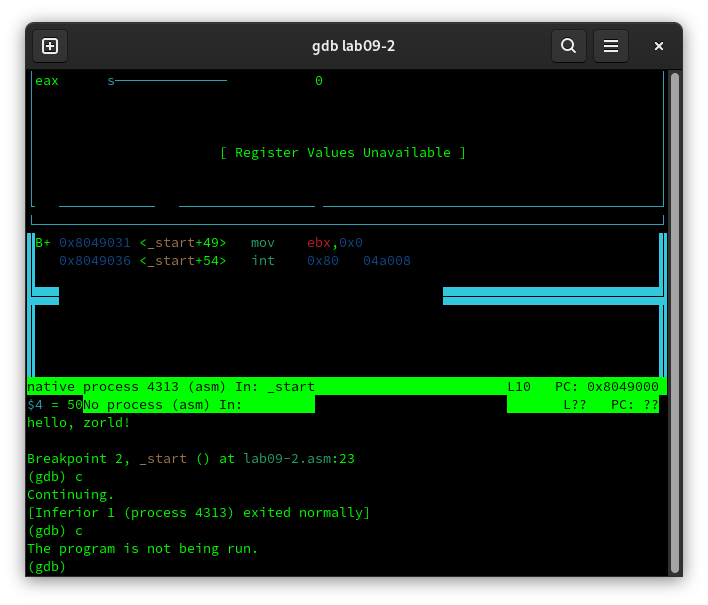 gdb lab09-2
eax s 0
[ Register Values Unavailable ]
B+ 0x8049031 <_start+49> mov ebx,0x0
0x8049036 <_start+54> int 0x80 04a008
native process 4313 (asm) In: _start L10 PC: 0x8049000
$4 = 50No process (asm) In: L?? PC: ??
hello, zorld!
Breakpoint 2, _start () at lab09-2.asm:23
(gdb) c
Continuing.
[Inferior 1 (process 4313) exited normally]
(gdb) c
The program is not being run.
(gdb)